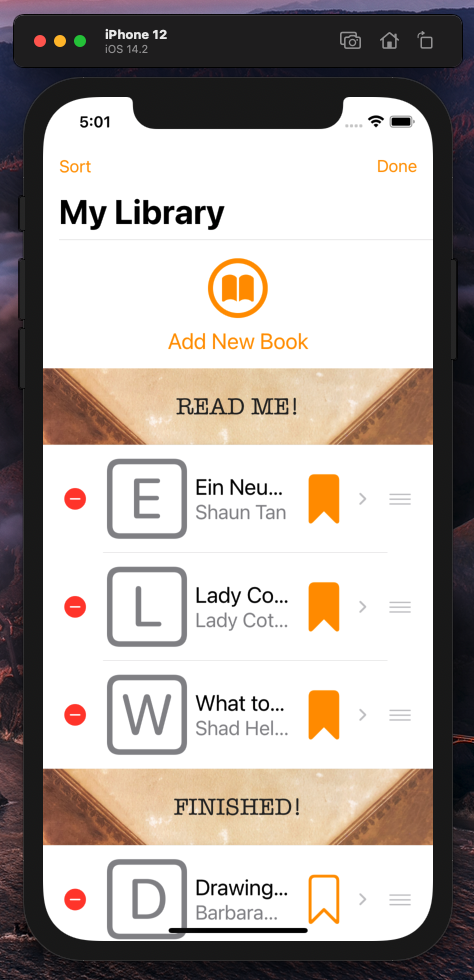 iPhone 12
iOS 14.2
5:01
Sort
Done
My Library
Add New Book
READ ME!
E
Ein Neu...
Shaun Tan
L
Lady Co...
Lady Cot...
W
What to...
Shad Hel...
FINISHED!
D
Drawing...
Barbara...